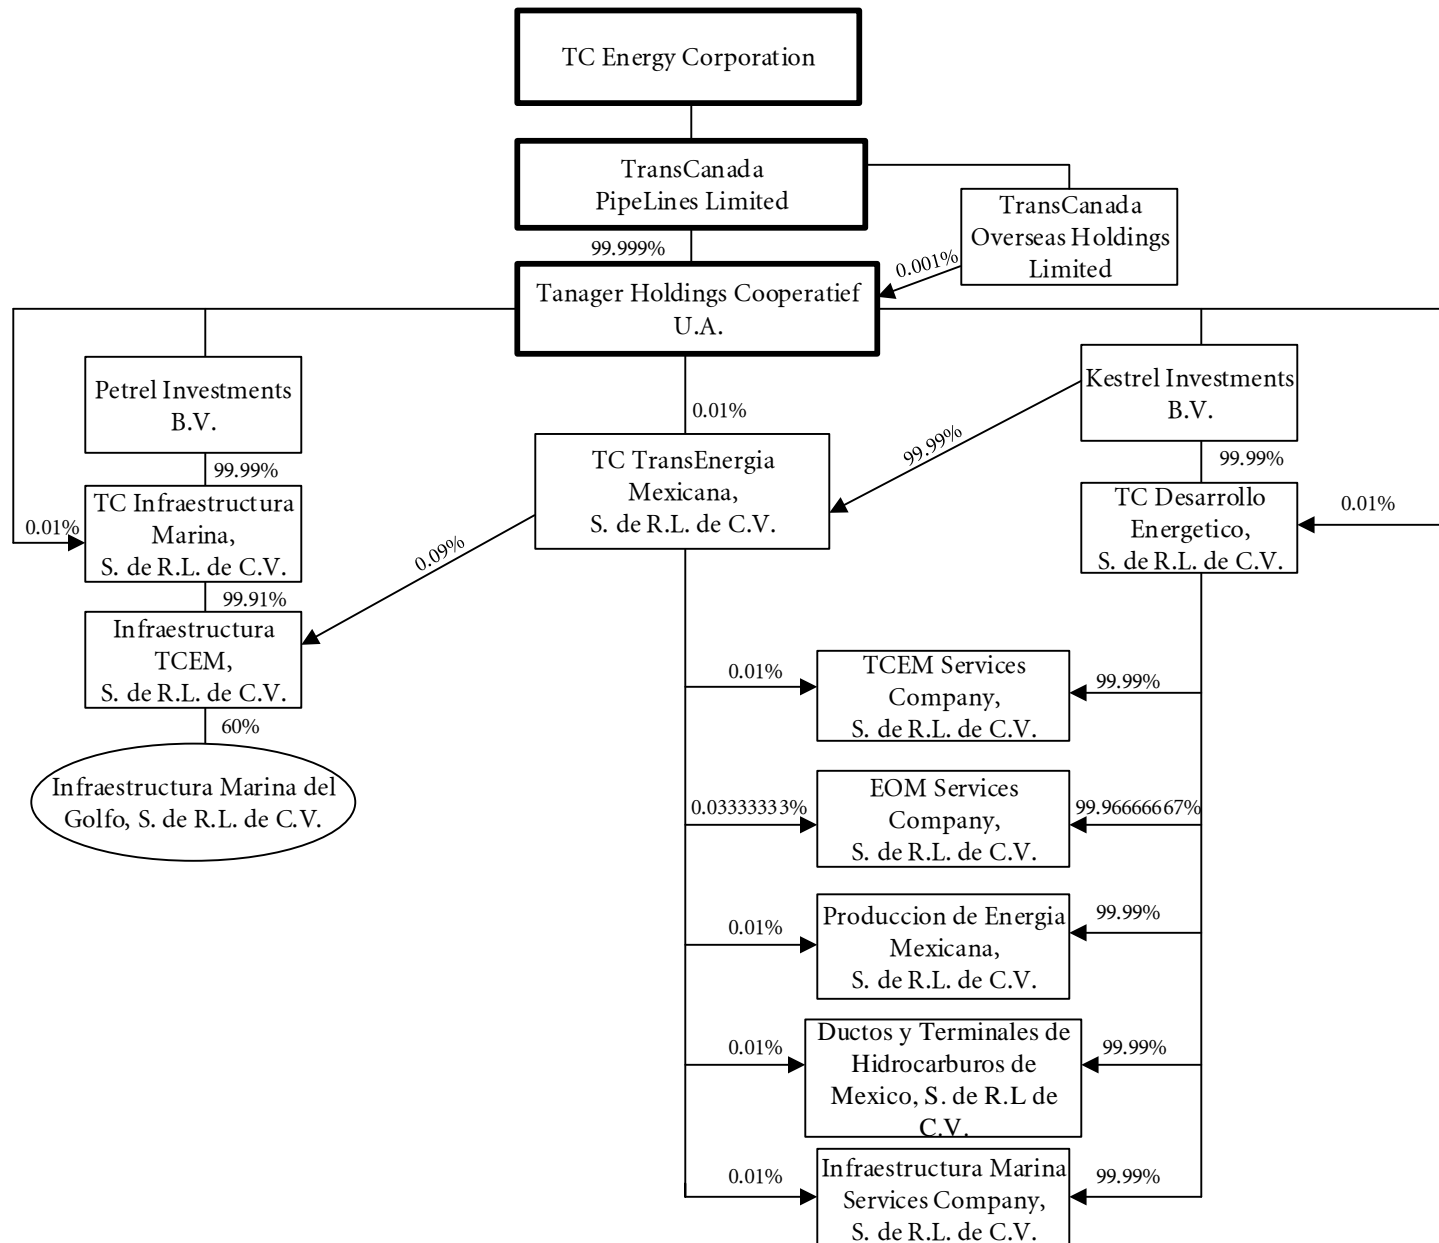 TC Energy Corporation
TransCanada
PipeLines Limited
TransCanada
Overseas Holdings
Limited
99.999%
0.001%
Tanager Holdings Cooperatief
U.A.
Petrel Investments
B.V.
Kestrel Investments
B.V.
0.01%
99.99%
99.99%
99.99%
TC Infraestructura
Marina,
S. de R.L. de C.V.
0.01%
TC TransEnergia
Mexicana,
S. de R.L. de C.V.
TC Desarrollo
Energetico,
S. de R.L. de C.V.
0.01%
0.09%
99.91%
Infraestructura
TCEM,
S. de R.L. de C.V.
60%
Infraestructura Marina del
Golfo, S. de R.L. de C.V.
0.01%
TCEM Services
Company,
S. de R.L. de C.V.
99.99%
0.0333333%
EOM Services
Company,
S. de R.L. de C.V.
99.96666667%
0.01%
Produccion de Energia
Mexicana,
S. de R.L. de C.V.
99.99%
0.01%
Ductos y Terminales de
Hidrocarburos de
Mexico, S. de R.L de
C.V.
99.99%
0.01%
Infraestructura Marina
Services Company,
S. de R.L. de C.V.
99.99%